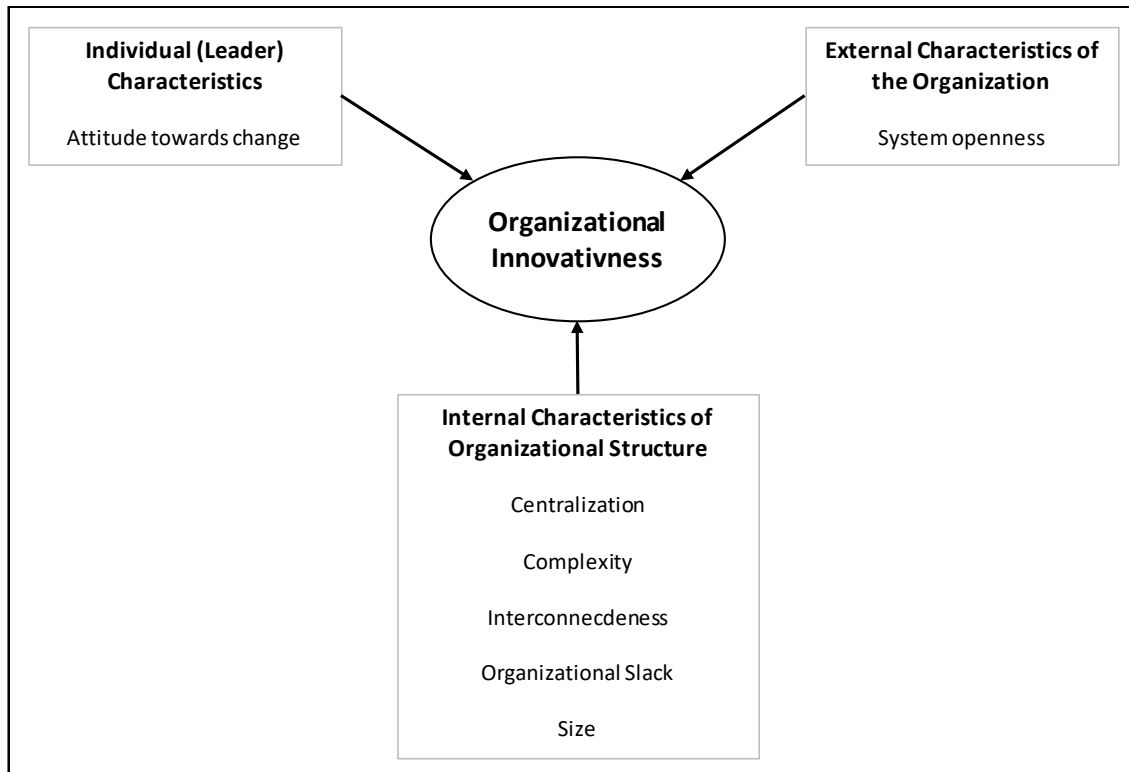 Individual (Leader)
Characteristics
Attitude towards change
External Characteristics of
the Organization
System openness
Organizational
Innovativness
Internal Characteristics of
Organizational Structure
Centralization
Complexity
Interconnecdeness
Organizational Slack
Size